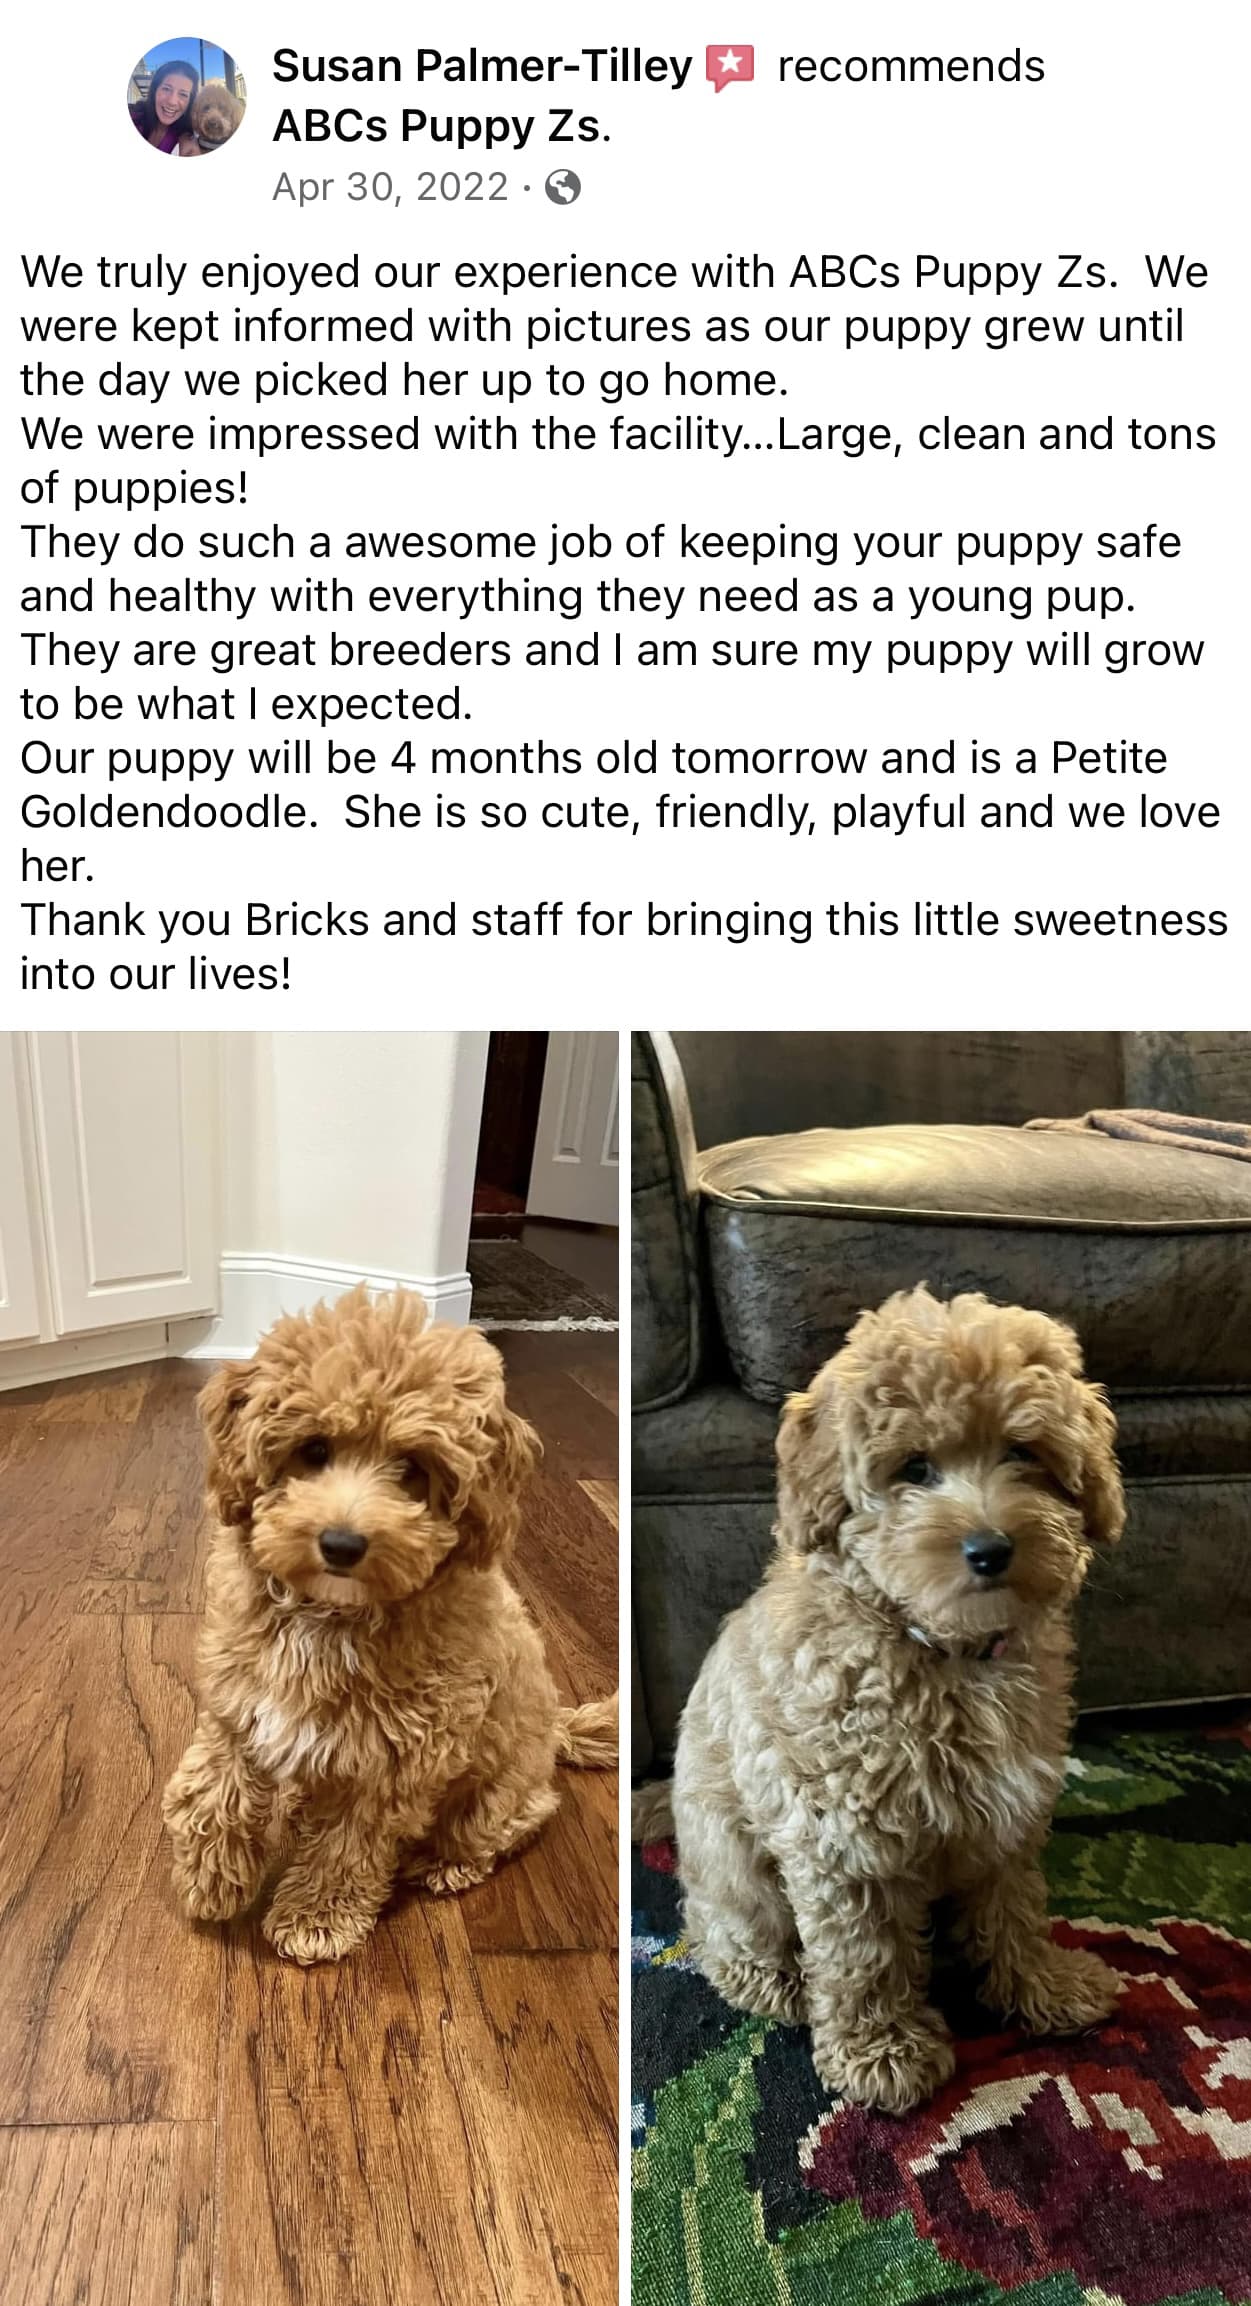 Susan Palmer-Tilley recommends
ABCs Puppy Zs.
Apr 30, 2022 ·
We truly enjoyed our experience with ABCs Puppy Zs.  We
were kept informed with pictures as our puppy grew until
the day we picked her up to go home.
We were impressed with the facility...Large, clean and tons
of puppies!
They do such a awesome job of keeping your puppy safe
and healthy with everything they need as a young pup.
They are great breeders and I am sure my puppy will grow
to be what I expected.
Our puppy will be 4 months old tomorrow and is a Petite
Goldendoodle.  She is so cute, friendly, playful and we love
her.
Thank you Bricks and staff for bringing this little sweetness
into our lives!